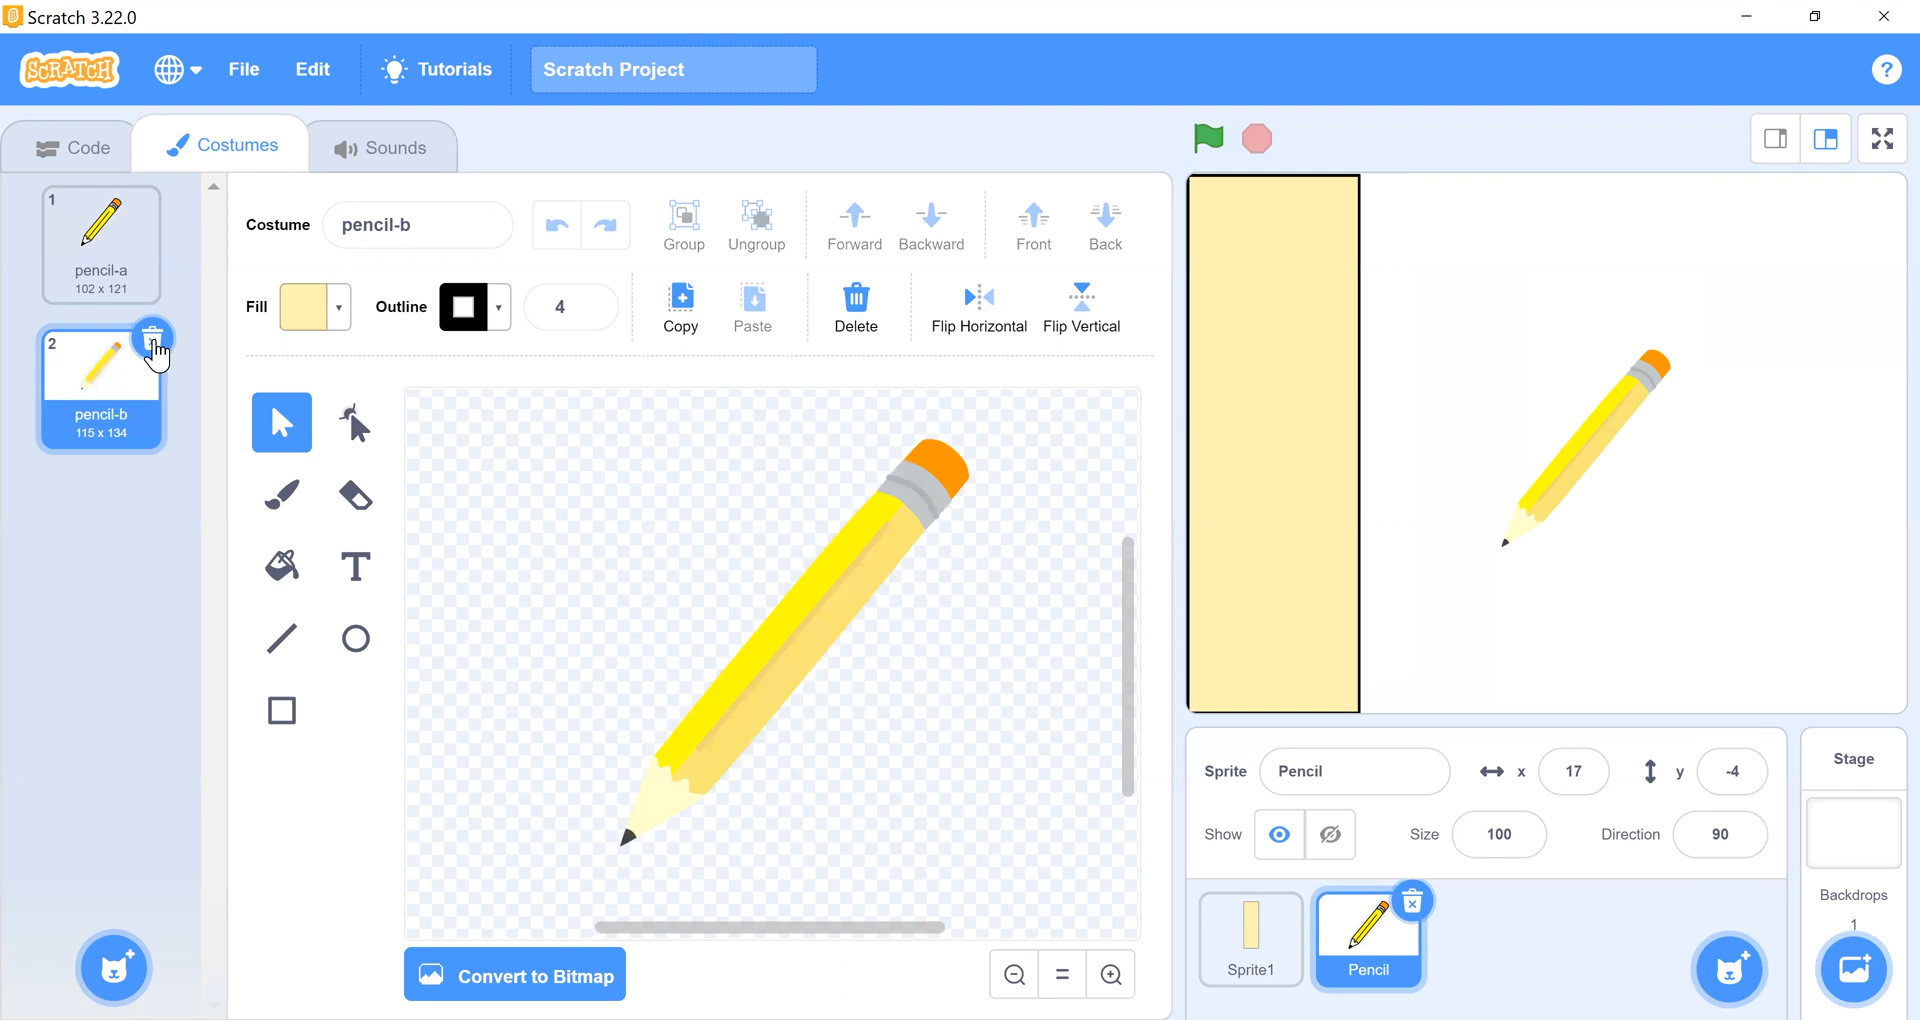 Scratch 3.22.0
SCRATCH File Edit Tutorials Scratch Project ?
Code Costumes Sounds
1
pencil-a
102 x 121
2
pencil-b
115 x 134
Costume pencil-b
Group Ungroup Forward Backward Front Back
Fill Outline 4
Copy Paste Delete Flip Horizontal Flip Vertical
T
Convert to Bitmap
Sprite Pencil x 17 y -4
Show Size 100 Direction 90
Sprite1 Pencil
Stage
Backdrops
1